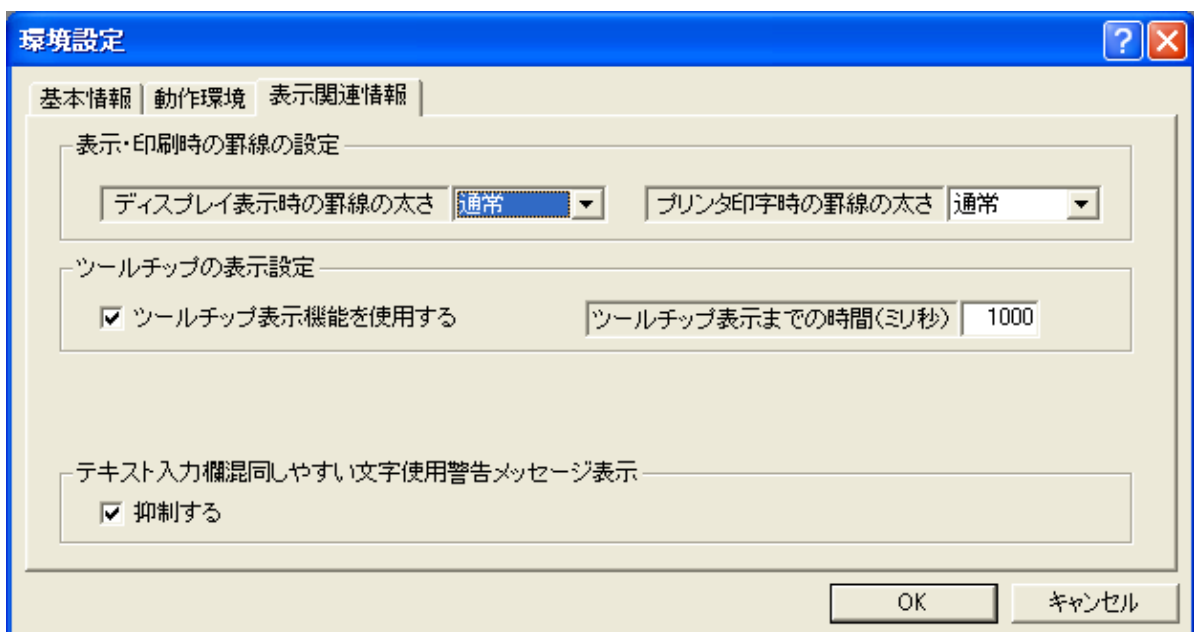 環境設定
基本情報 動作環境 表示関連情報
表示・印刷時の罫線の設定
ディスプレイ表示時の罫線の太さ 通常 プリンタ印字時の罫線の太さ 通常
ツールチップの表示設定
ツールチップ表示機能を使用する ツールチップ表示までの時間(ミリ秒) 1000
テキスト入力欄混同しやすい文字使用警告メッセージ表示
抑制する
OK キャンセル